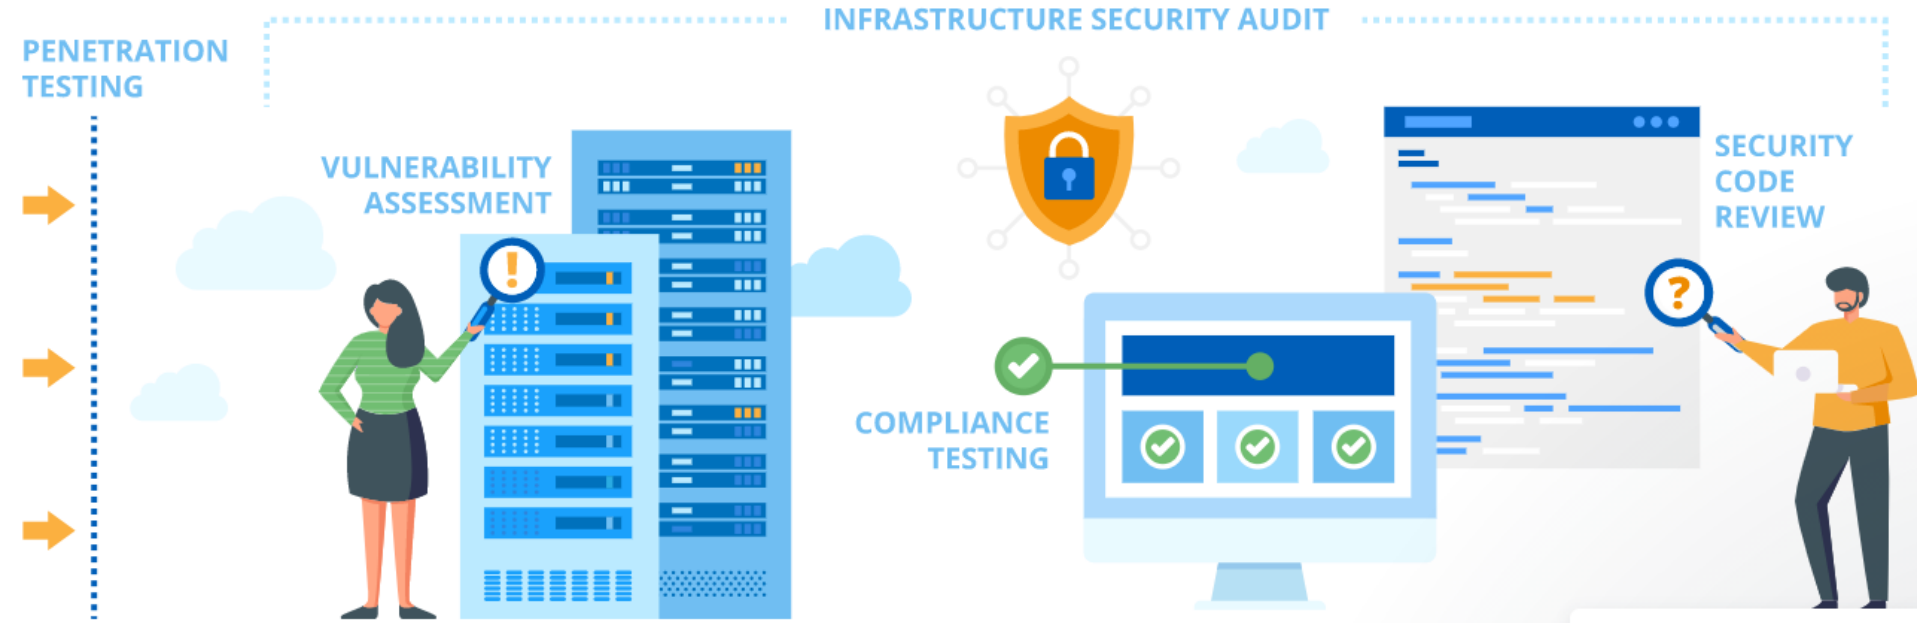 INFRASTRUCTURE SECURITY AUDIT
PENETRATION
TESTING
VULNERABILITY
ASSESSMENT
!
SECURITY
CODE
REVIEW
?
COMPLIANCE
TESTING